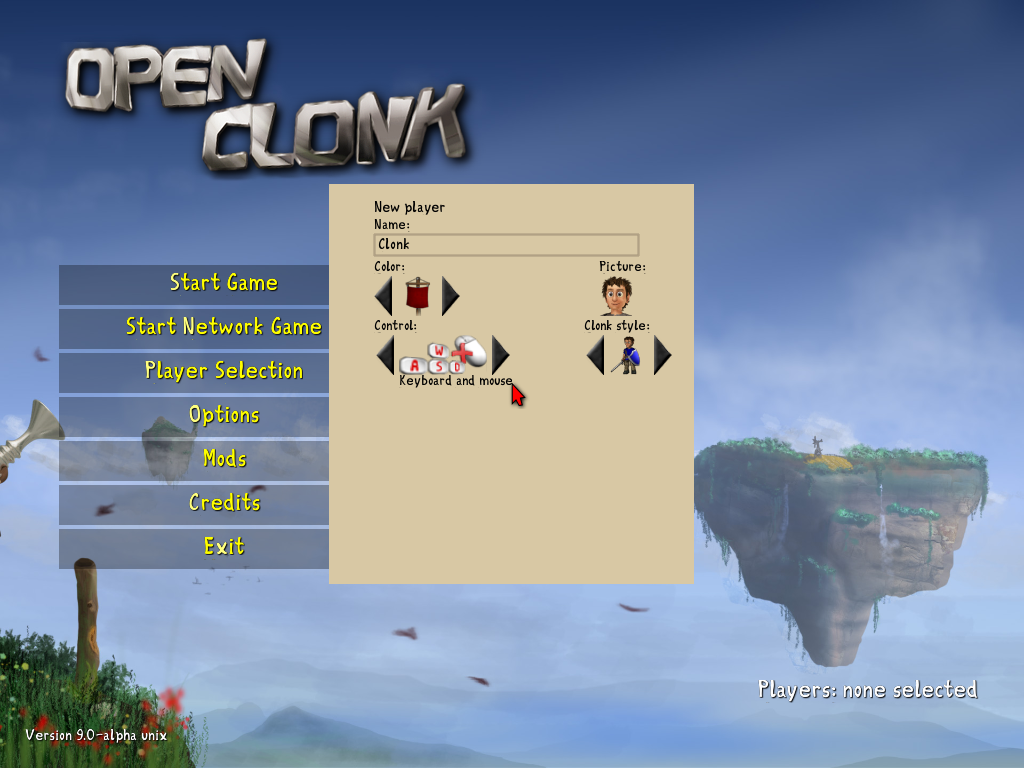 OPEN
CLONK
New player
Name:
Clonk
Color:
Picture:
Control:
Clonk style:
W
A S D
Keyboard and mouse
Start Game
Start Network Game
Player Selection
Options
Mods
Credits
Exit
Players: none selected
Version 9.0-alpha unix